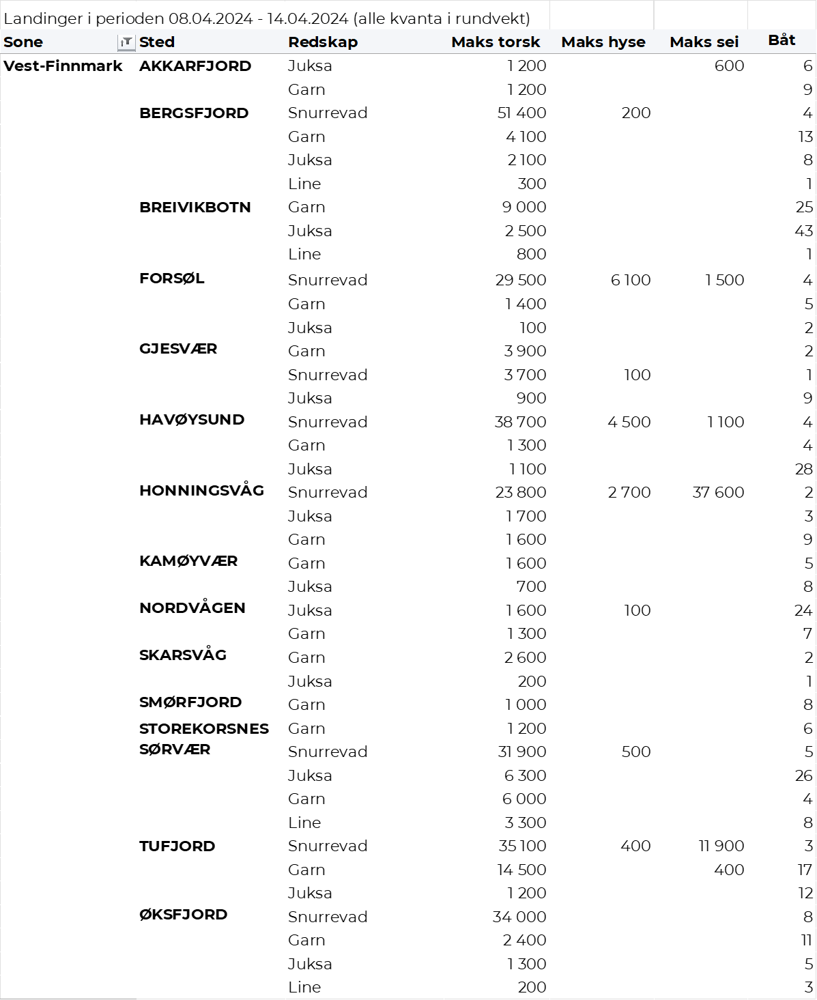 Landinger i perioden 08.04.2024 - 14.04.2024 (alle kvanta i rundvekt)
Sone Sted Redskap Maks torsk Maks hyse Maks sei Båt
Vest-Finnmark AKKARFJORD Juksa 1 200 600 6
Garn 1 200 9
BERGSFJORD Snurrevad 51 400 200 4
Garn 4 100 13
Juksa 2 100 8
Line 300 1
BREIVIKBOTN Garn 9 000 25
Juksa 2 500 43
Line 800 1
FORSØL Snurrevad 29 500 6 100 1 500 4
Garn 1 400 5
Juksa 100 2
GJESVÆR Garn 3 900 2
Snurrevad 3 700 100 1
Juksa 900 9
HAVØYSUND Snurrevad 38 700 4 500 1 100 4
Garn 1 300 4
Juksa 1 100 28
HONNINGSVÅG Snurrevad 23 800 2 700 37 600 2
Juksa 1 700 3
Garn 1 600 9
KAMØYVÆR Garn 1 600 5
Juksa 700 8
NORDVÅGEN Juksa 1 600 100 24
Garn 1 300 7
SKARSVÅG Garn 2 600 2
Juksa 200 1
SMØRFJORD Garn 1 000 8
STOREKORSNES Garn 1 200 6
SØRVÆR Snurrevad 31 900 500 5
Juksa 6 300 26
Garn 6 000 4
Line 3 300 8
TUFJORD Snurrevad 35 100 400 11 900 3
Garn 14 500 400 17
Juksa 1 200 12
ØKSFJORD Snurrevad 34 000 8
Garn 2 400 11
Juksa 1 300 5
Line 200 3